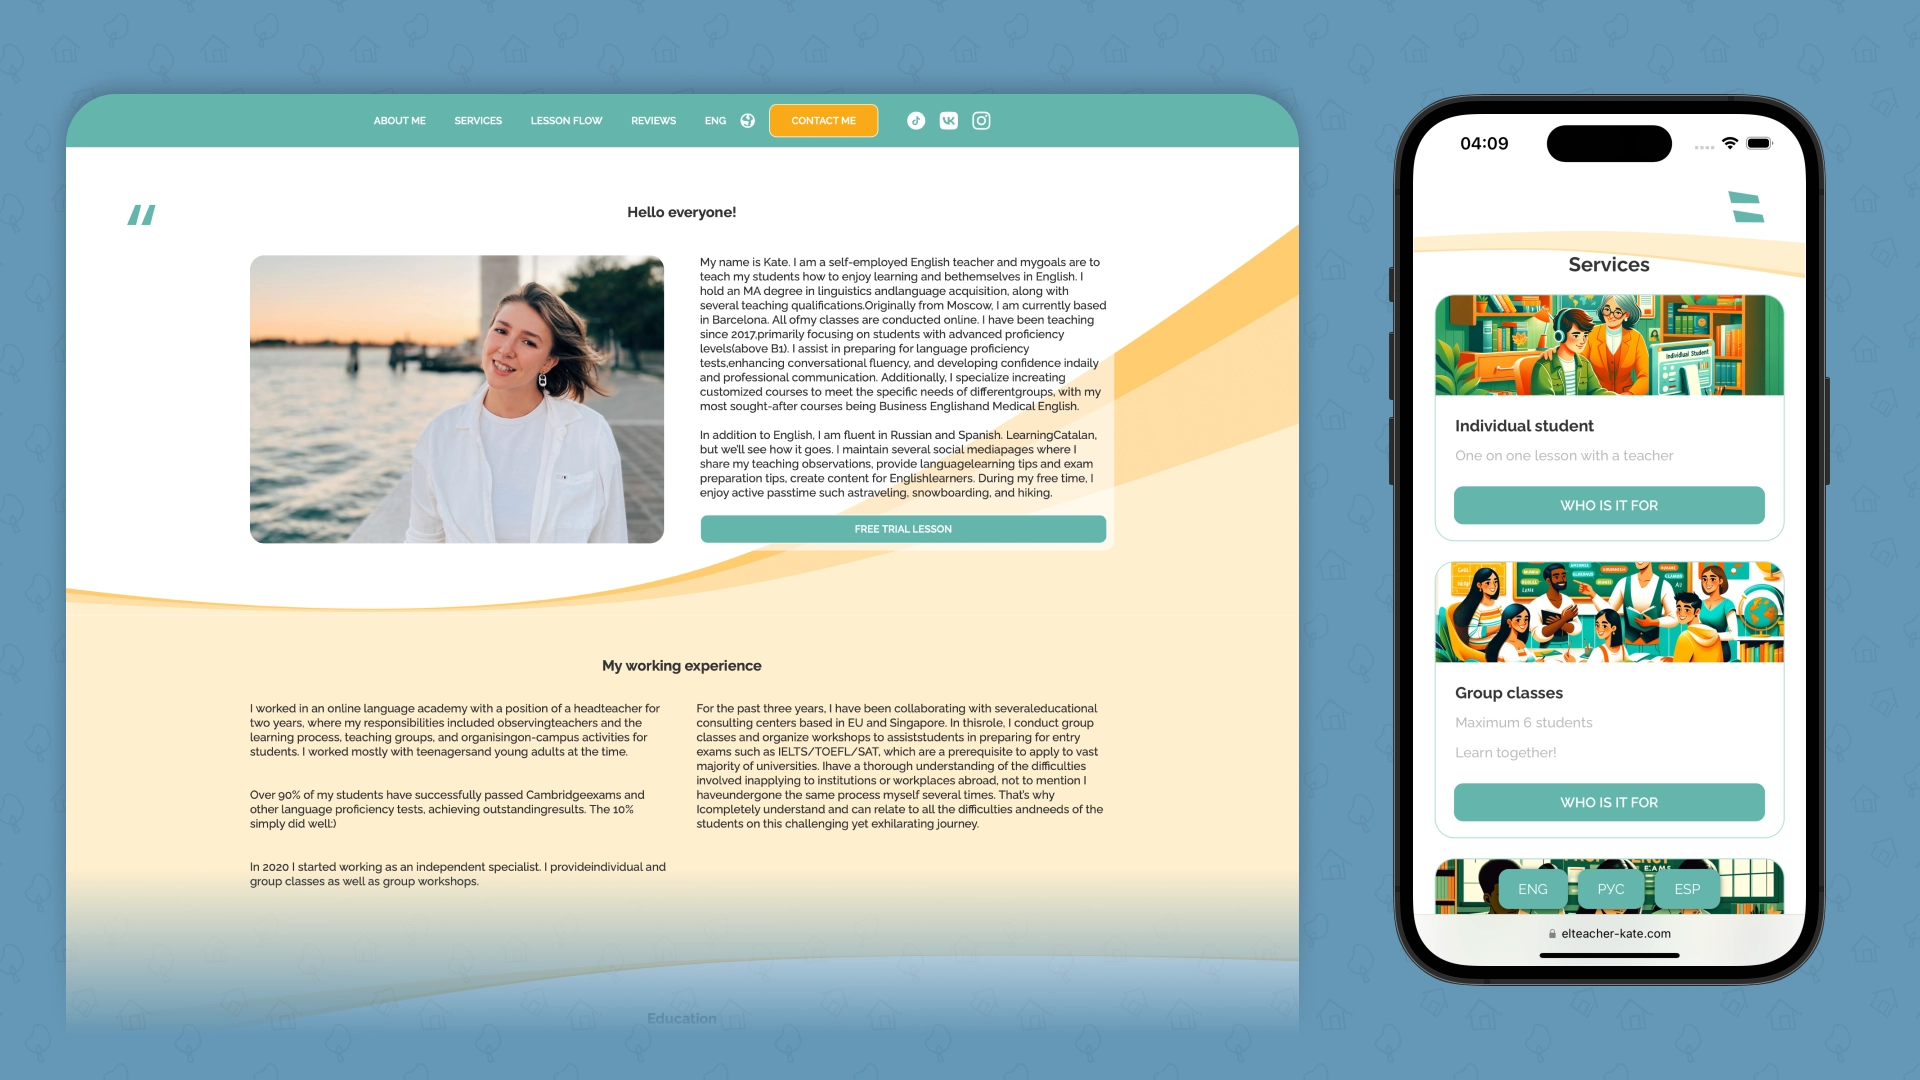 ABOUT ME
SERVICES
LESSON FLOW
REVIEWS
ENG
CONTACT ME
Hello everyone!
My name is Kate. I am a self-employed English teacher and mygoals are to
teach my students how to enjoy learning and bethemselves in English. I
hold an MA degree in linguistics andlanguage acquisition, along with
several teaching qualifications.Originally from Moscow, I am currently based
in Barcelona. All ofmy classes are conducted online. I have been teaching
since 2017,primarily focusing on students with advanced proficiency
levels(above B1). I assist in preparing for language proficiency
tests,enhancing conversational fluency, and developing confidence indaily
and professional communication. Additionally, I specialize increating
customized courses to meet the specific needs of differentgroups, with my
most sought-after courses being Business Englishand Medical English.
In addition to English, I am fluent in Russian and Spanish. LearningCatalan,
but we'll see how it goes. I maintain several social mediapages where I
share my teaching observations, provide languagelearning tips and exam
preparation tips, create content for Englishlearners. During my free time, I
enjoy active passtime such astraveling, snowboarding, and hiking.
FREE TRIAL LESSON
My working experience
I worked in an online language academy with a position of a headteacher for
two years, where my responsibilities included observingteachers and the
learning process, teaching groups, and organisingon-campus activities for
students. I worked mostly with teenagersand young adults at the time.
Over 90% of my students have successfully passed Cambridgeexams and
other language proficiency tests, achieving outstandingresults. The 10%
simply did well:)
In 2020 I started working as an independent specialist. I provideindividual and
group classes as well as group workshops.
For the past three years, I have been collaborating with severaleducational
consulting centers based in EU and Singapore. In thisrole, I conduct group
classes and organize workshops to assiststudents in preparing for entry
exams such as IELTS/TOEFL/SAT, which are a prerequisite to apply to vast
majority of universities. Ihave a thorough understanding of the difficulties
involved inapplying to institutions or workplaces abroad, not to mention I
haveundergone the same process myself several times. That's why
Icompletely understand and can relate to all the difficulties andneeds of the
students on this challenging yet exhilarating journey.
Education
04:09
Services
Individual Student
Individual student
One on one lesson with a teacher
WHO IS IT FOR
Group classes
Maximum 6 students
Learn together!
WHO IS IT FOR
ENG
РУС
ESP
elteacher-kate.com